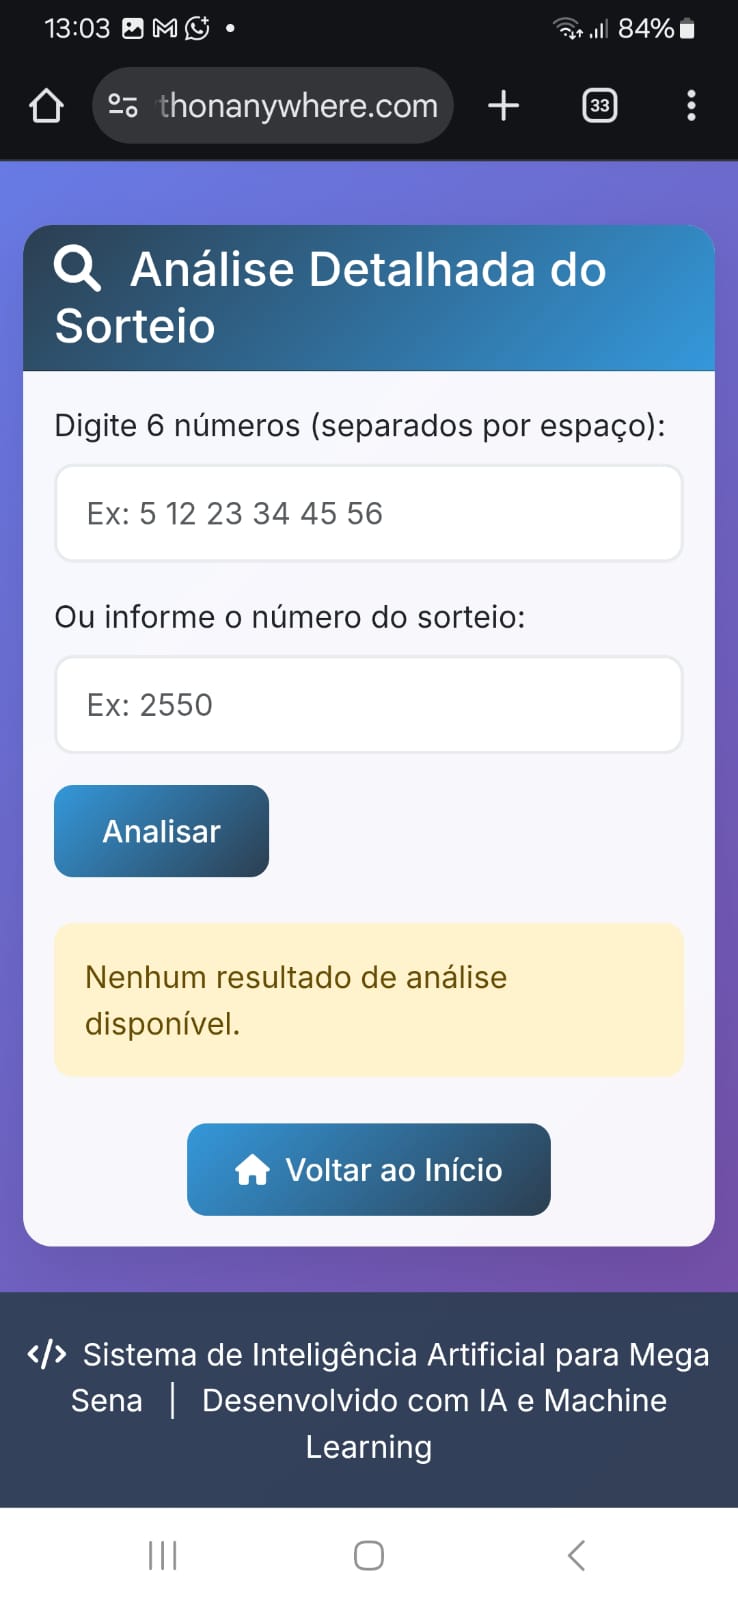 13:03
84%
thonanywhere.com
33
Análise Detalhada do
Sorteio
Digite 6 números (separados por espaço):
Ex: 5 12 23 34 45 56
Ou informe o número do sorteio:
Ex: 2550
Analisar
Nenhum resultado de análise
disponível.
Voltar ao Início
</> Sistema de Inteligência Artificial para Mega
Sena | Desenvolvido com IA e Machine
Learning